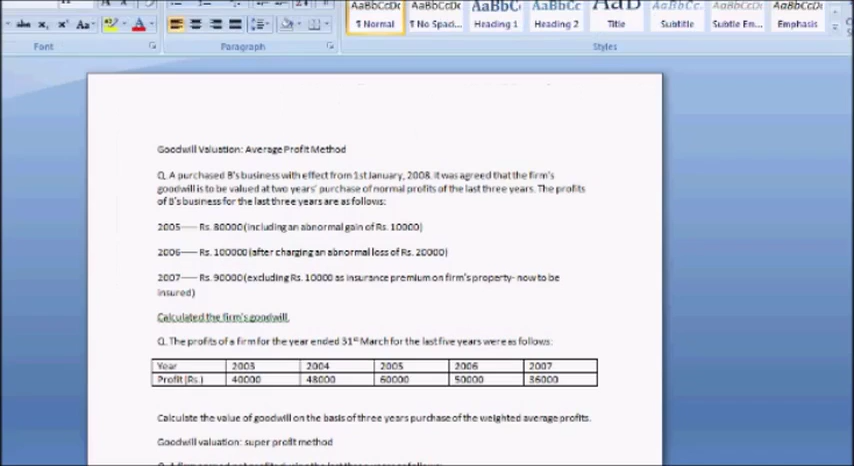 AaBbCcDc AaBbCcDc AaBbC AaBbCc AaB AaBbCc. AaBbCcDt AaBbCcDt
abc x, x² Aa ab A
¶ Normal ¶ No Spaci... Heading 1 Heading 2 Title Subtitle Subtle Em... Emphasis
Font Paragraph Styles
Goodwill Valuation: Average Profit Method
Q. A purchased B's business with effect from 1st January, 2008. It was agreed that the firm's
goodwill is to be valued at two years' purchase of normal profits of the last three years. The profits
of B's business for the last three years are as follows:
2005---- Rs. 80000(including an abnormal gain of Rs. 10000)
2006---- Rs. 100000 (after charging an abnormal loss of Rs. 20000)
2007---- Rs. 90000(excluding Rs. 10000 as insurance premium on firm's property- now to be
insured)
Calculated the firm's goodwill.
Q. The profits of a firm for the year ended 31st March for the last five years were as follows:
Year 2003 2004 2005 2006 2007
Profit (Rs.) 40000 48000 60000 50000 36000
Calculate the value of goodwill on the basis of three years purchase of the weighted average profits.
Goodwill valuation: super profit method